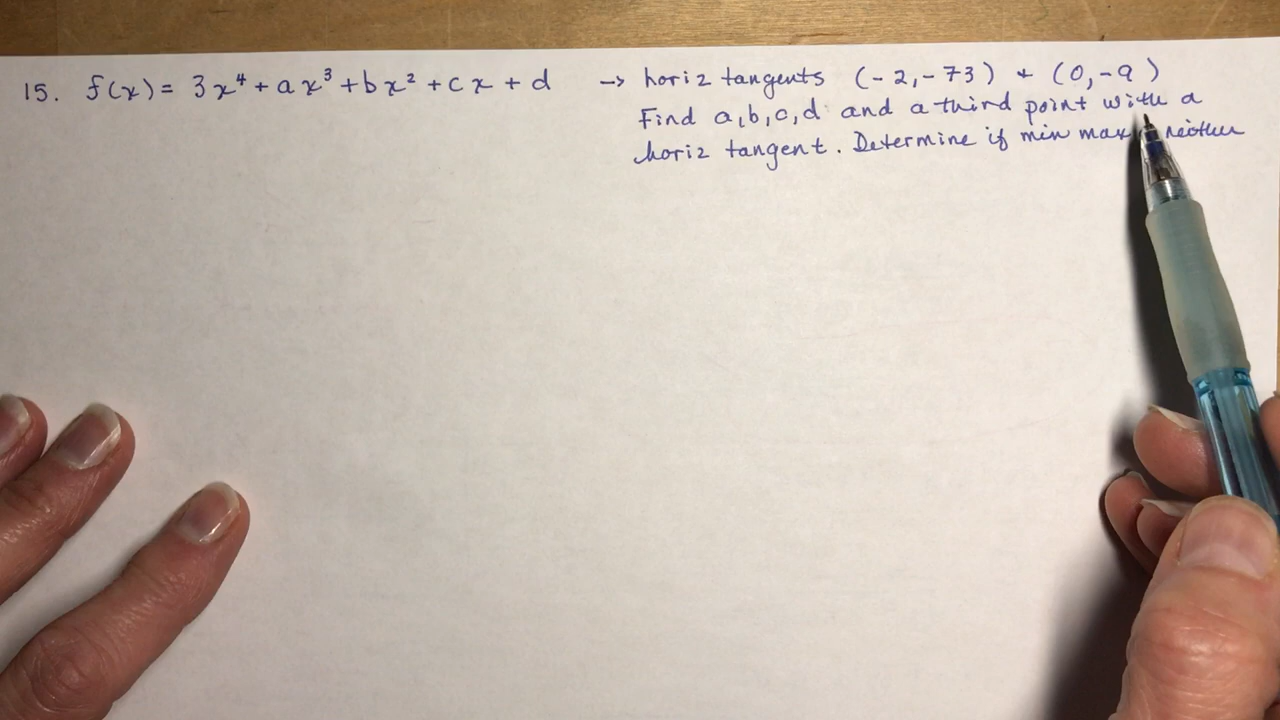 15. f(x) = 3x⁴ + ax³ + bx² + cx + d → horiz tangents (-2,-73) + (0,-9)
Find a,b,c,d and a third point with a
horiz tangent. Determine if min max neither